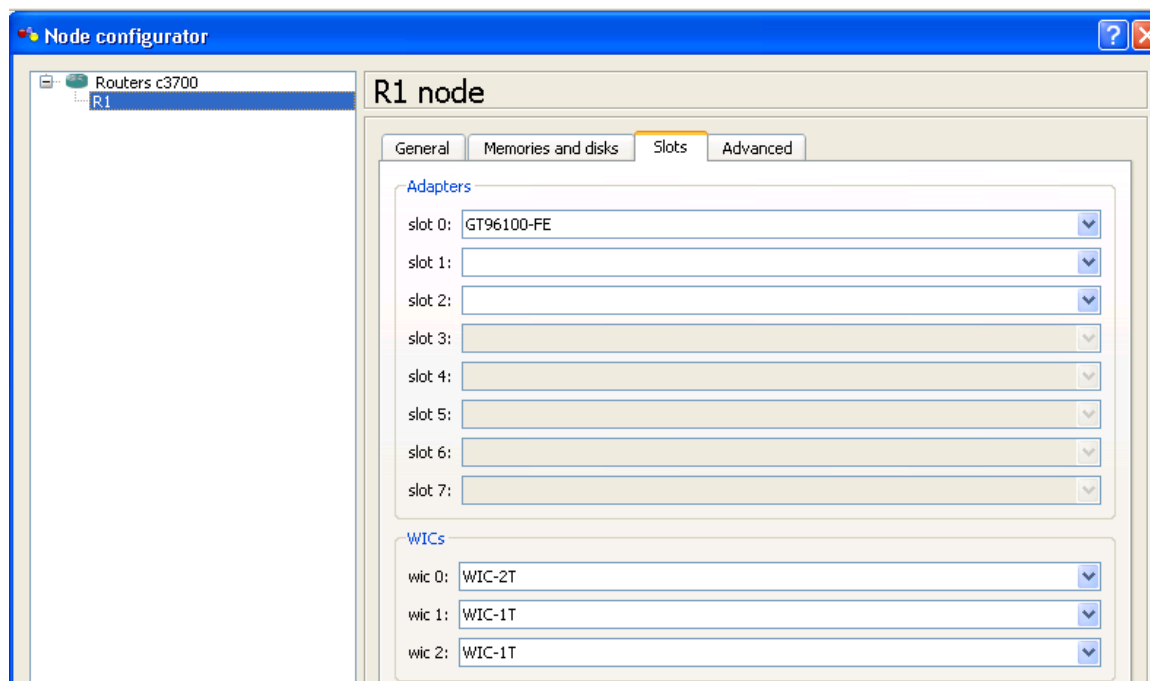 Node configurator
?
Routers c3700
R1
R1 node
General Memories and disks Slots Advanced
Adapters
slot 0: GT96100-FE
slot 1:
slot 2:
slot 3:
slot 4:
slot 5:
slot 6:
slot 7:
WICs
wic 0: WIC-2T
wic 1: WIC-1T
wic 2: WIC-1T